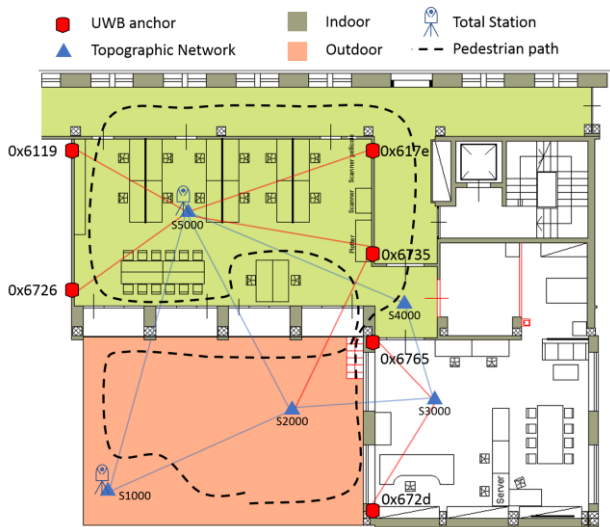 UWB anchor
Indoor
Total Station
Topographic Network
Outdoor
Pedestrian path
0x6119
0x617e
Scanner
S5000
Plotter
0x6735
0x6726
S4000
0x6765
S2000
S3000
S1000
Server
0x672d